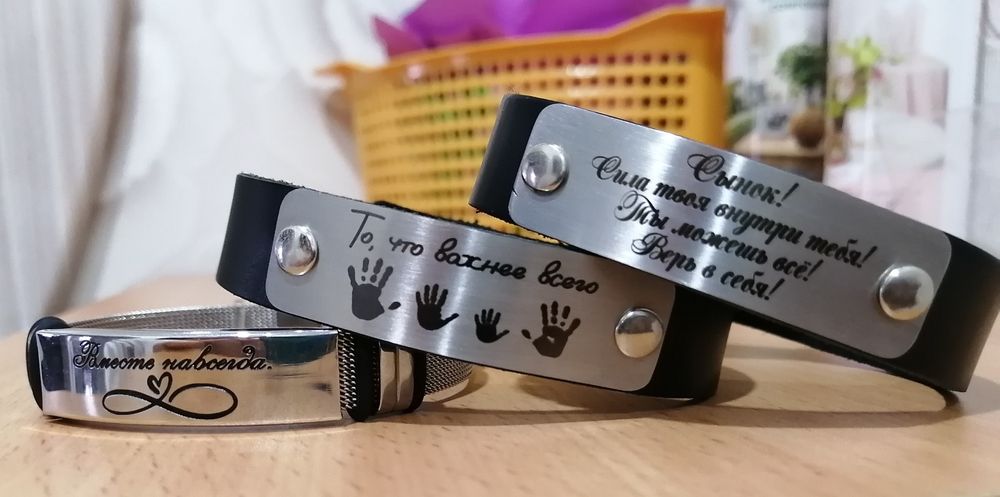 Вместе навсегда.
То, что важнее всего
Сынок!
Сила твоя внутри тебя!
Ты можешь всё!
Верь в себя!